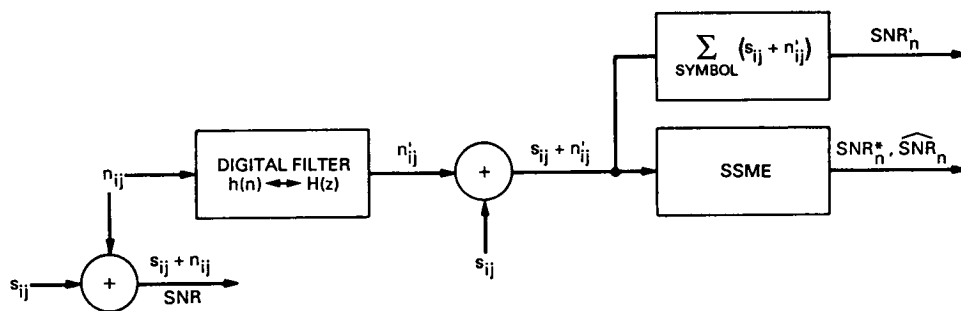 ∑ (s_ij + n'_ij)
SYMBOL
SNR'_n
n_ij
DIGITAL FILTER
h(n) ↔ H(z)
n'_ij
+
s_ij + n'_ij
SSME
SNR*_n , \widehat{SNR}_n
s_ij
s_ij
+
s_ij + n_ij
SNR